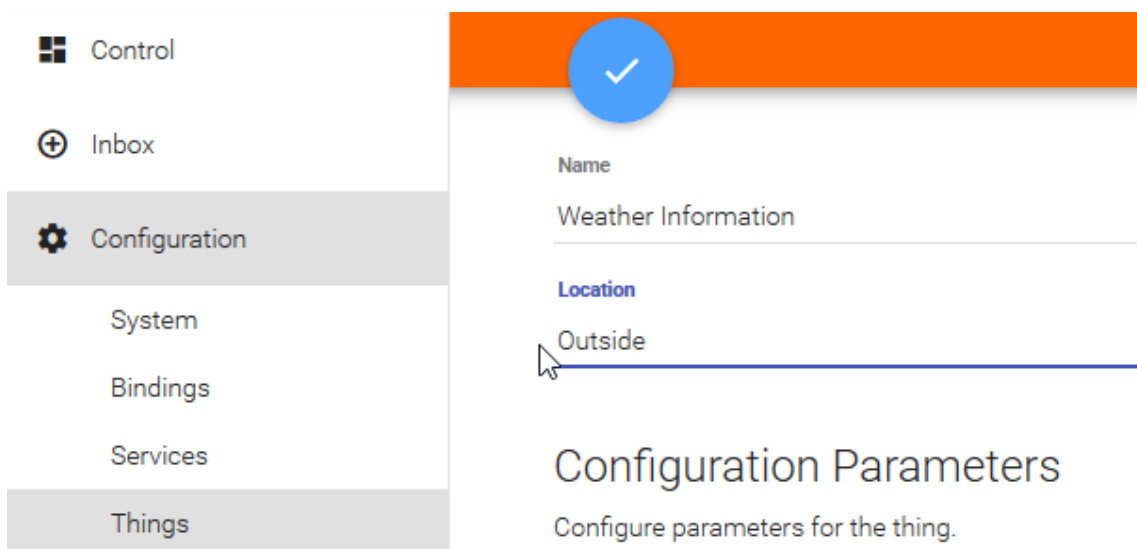 Control
Inbox
Configuration
System
Bindings
Services
Things
Name
Weather Information
Location
Outside
Configuration Parameters
Configure parameters for the thing.